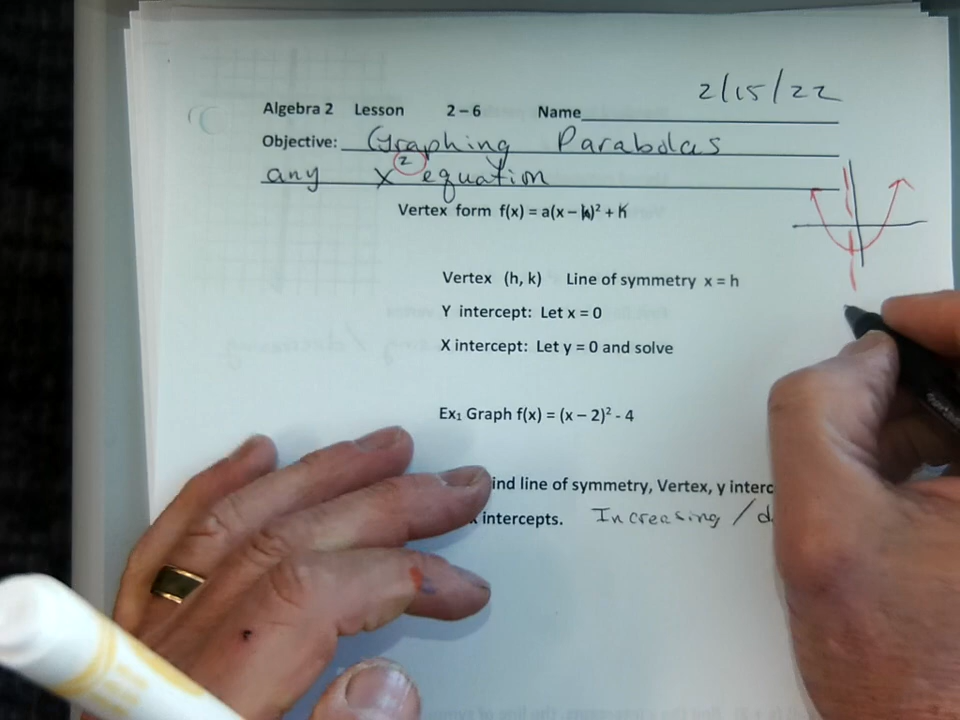 2/15/22
Algebra 2 Lesson 2 – 6 Name
Objective: Graphing Parabolas
any x² equation
Vertex form f(x) = a(x – h)² + K
Vertex (h, k) Line of symmetry x = h
Y intercept: Let x = 0
X intercept: Let y = 0 and solve
Ex₁ Graph f(x) = (x – 2)² - 4
line of symmetry, Vertex, y
intercepts. Increasing /